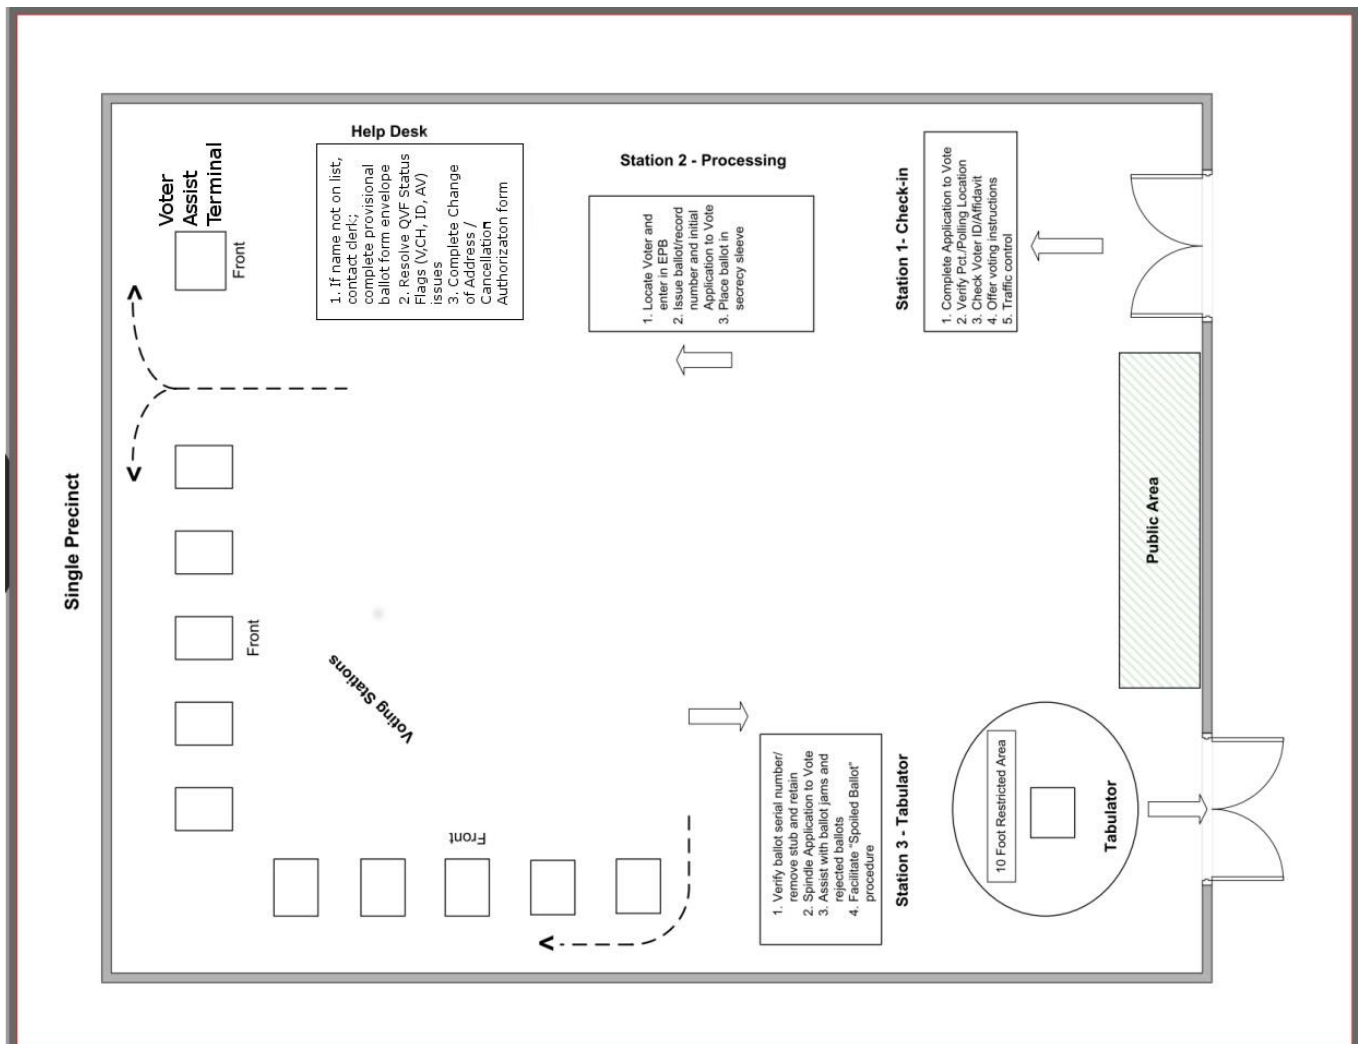 Single Precinct
Voter
Assist
Terminal
Front
Help Desk
1. If name not on list,
contact clerk;
complete provisional
ballot form envelope
2. Resolve QVF Status
Flags (V,CH, ID, AV)
issues
3. Complete Change
of Address /
Cancellation
Authorizaton form
Station 2 - Processing
1. Locate Voter and
enter in EPB
2. Issue ballot/record
number and initial
Application to Vote
3. Place ballot in
secrecy sleeve
Station 1- Check-in
1. Complete Application to Vote
2. Verify Pct./Polling Location
3. Check Voter ID/Affidavit
4. Offer voting instructions
5. Traffic control
Public Area
Front
Voting Stations
Front
1. Verify ballot serial number/
remove stub and retain
2. Spindle Application to Vote
3. Assist with ballot jams and
rejected ballots
4. Facilitate “Spoiled Ballot”
procedure
Station 3 - Tabulator
10 Foot Restricted Area
Tabulator